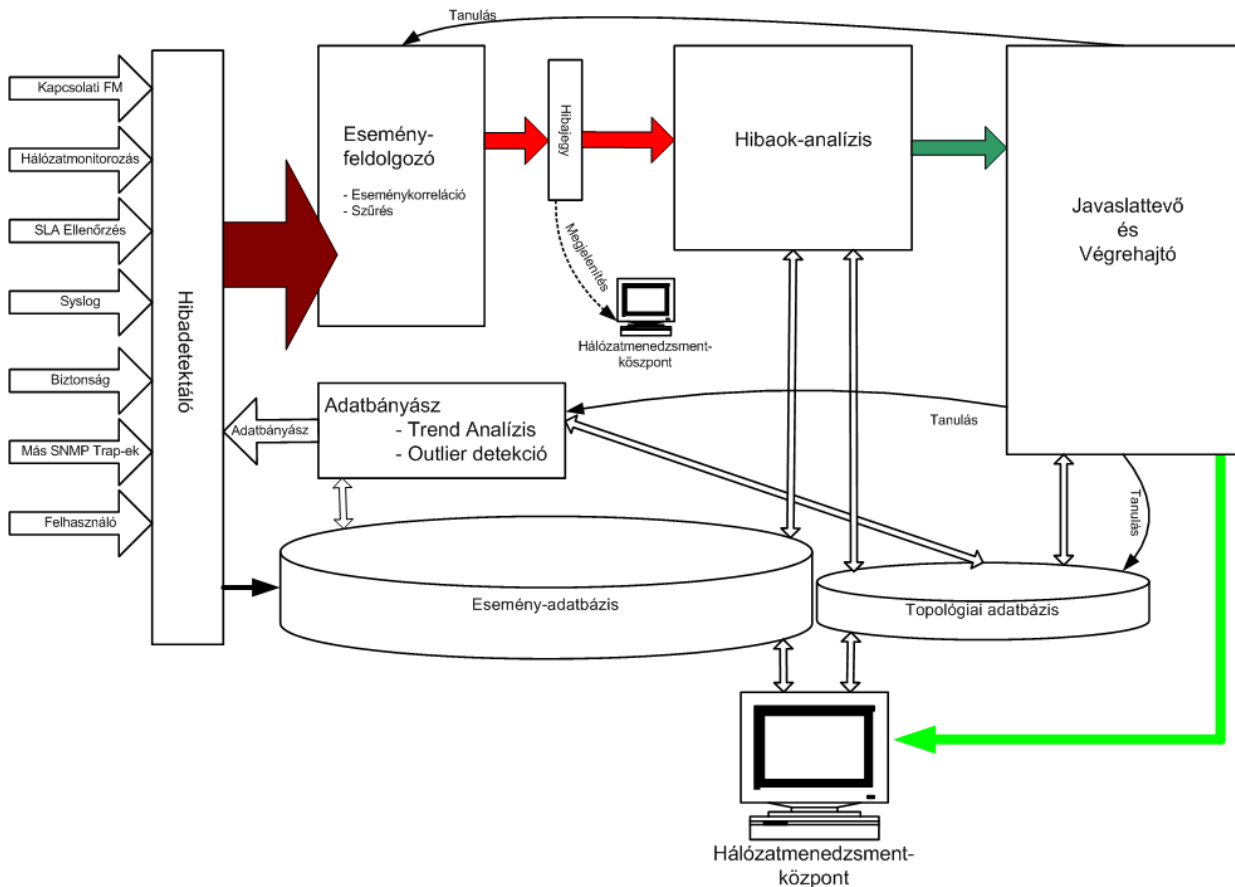 Tanulás
Kapcsolati FM
Hálózatmonitorozás
SLA Ellenőrzés
Syslog
Biztonság
Más SNMP Trap-ek
Felhasználó
Hibadetektáló
Esemény-
feldolgozó
- Eseménykorreláció
- Szűrés
Hibajegy
Megjelenítés
Hálózatmenedzsment-
köszpont
Hibaok-analízis
Javaslattevő
és
Végrehajtó
Adatbányász
Adatbányász
- Trend Analízis
- Outlier detekció
Tanulás
Tanulás
Esemény-adatbázis
Topológiai adatbázis
Hálózatmenedzsment-
központ